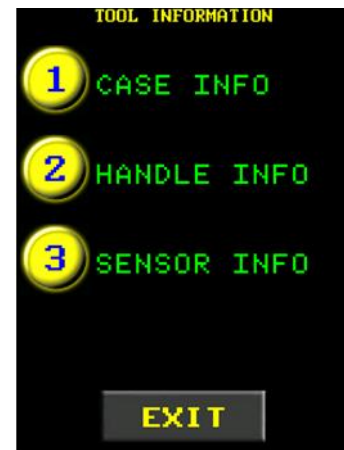 TOOL INFORMATION
1 CASE INFO
2 HANDLE INFO
3 SENSOR INFO
EXIT